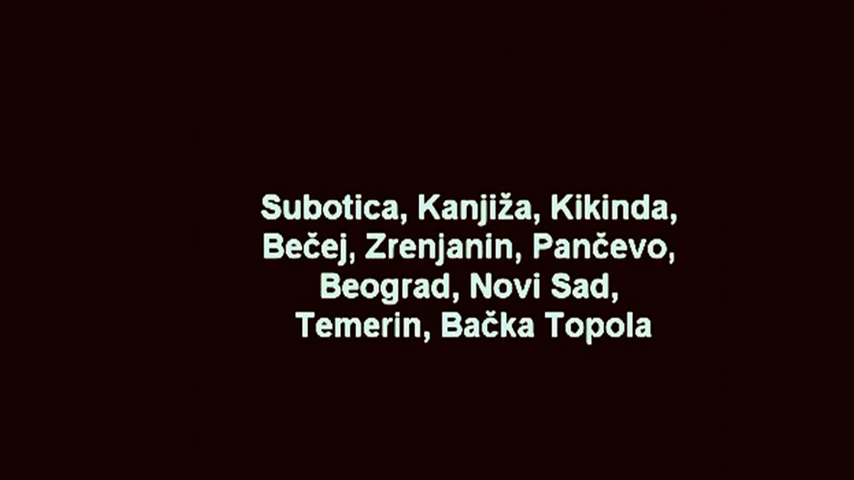 Subotica, Kanjiža, Kikinda,
Bečej, Zrenjanin, Pančevo,
Beograd, Novi Sad,
Temerin, Bačka Topola